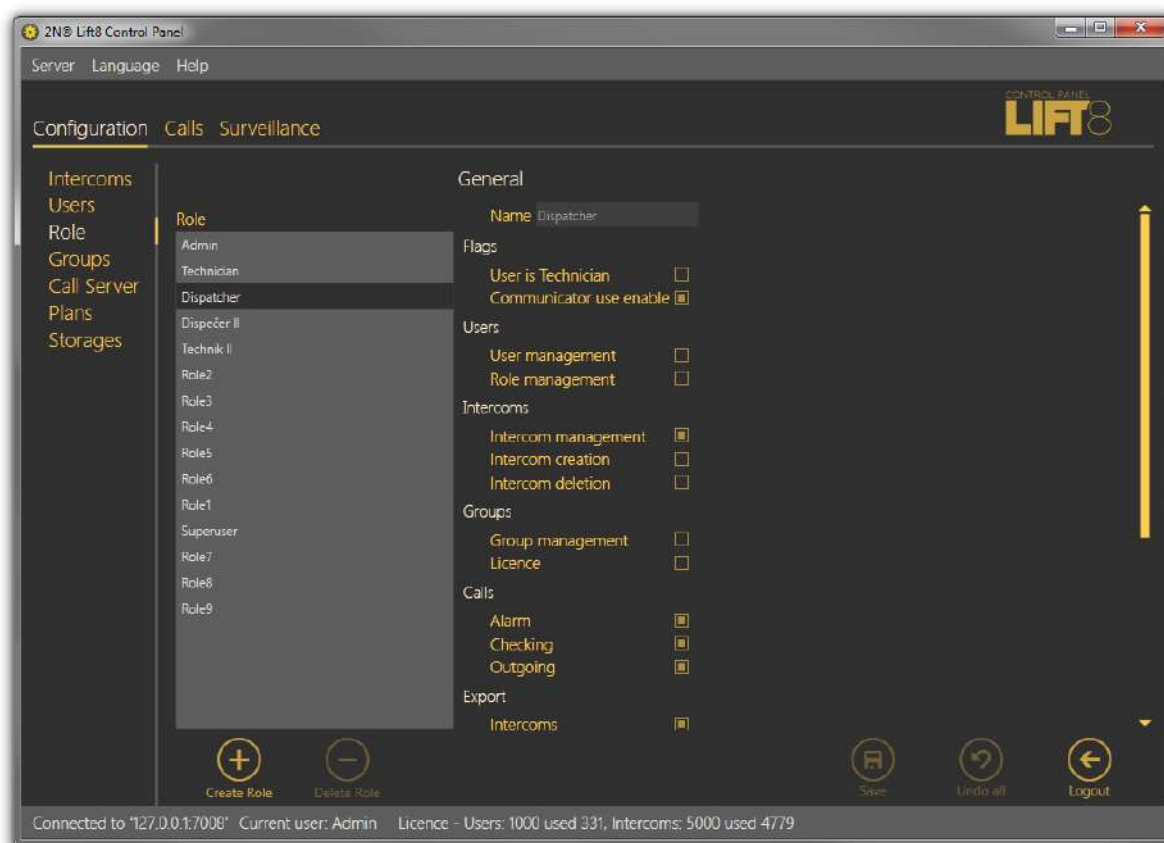 2N® Lift8 Control Panel
Server Language Help
CONTROL PANEL
LIFT8
Configuration Calls Surveillance
Intercoms
Users
Role
Groups
Call Server
Plans
Storages
Role
Admin
Technician
Dispatcher
Dispečer II
Technik II
Role2
Role3
Role4
Role5
Role6
Role1
Superuser
Role7
Role8
Role9
General
Name Dispatcher
Flags
User is Technician
Communicator use enable
Users
User management
Role management
Intercoms
Intercom management
Intercom creation
Intercom deletion
Groups
Group management
Licence
Calls
Alarm
Checking
Outgoing
Export
Intercoms
Create Role Delete Role Save Undo all Logout
Connected to "127.0.0.1:7008" Current user: Admin Licence - Users: 1000 used 331, Intercoms: 5000 used 4779